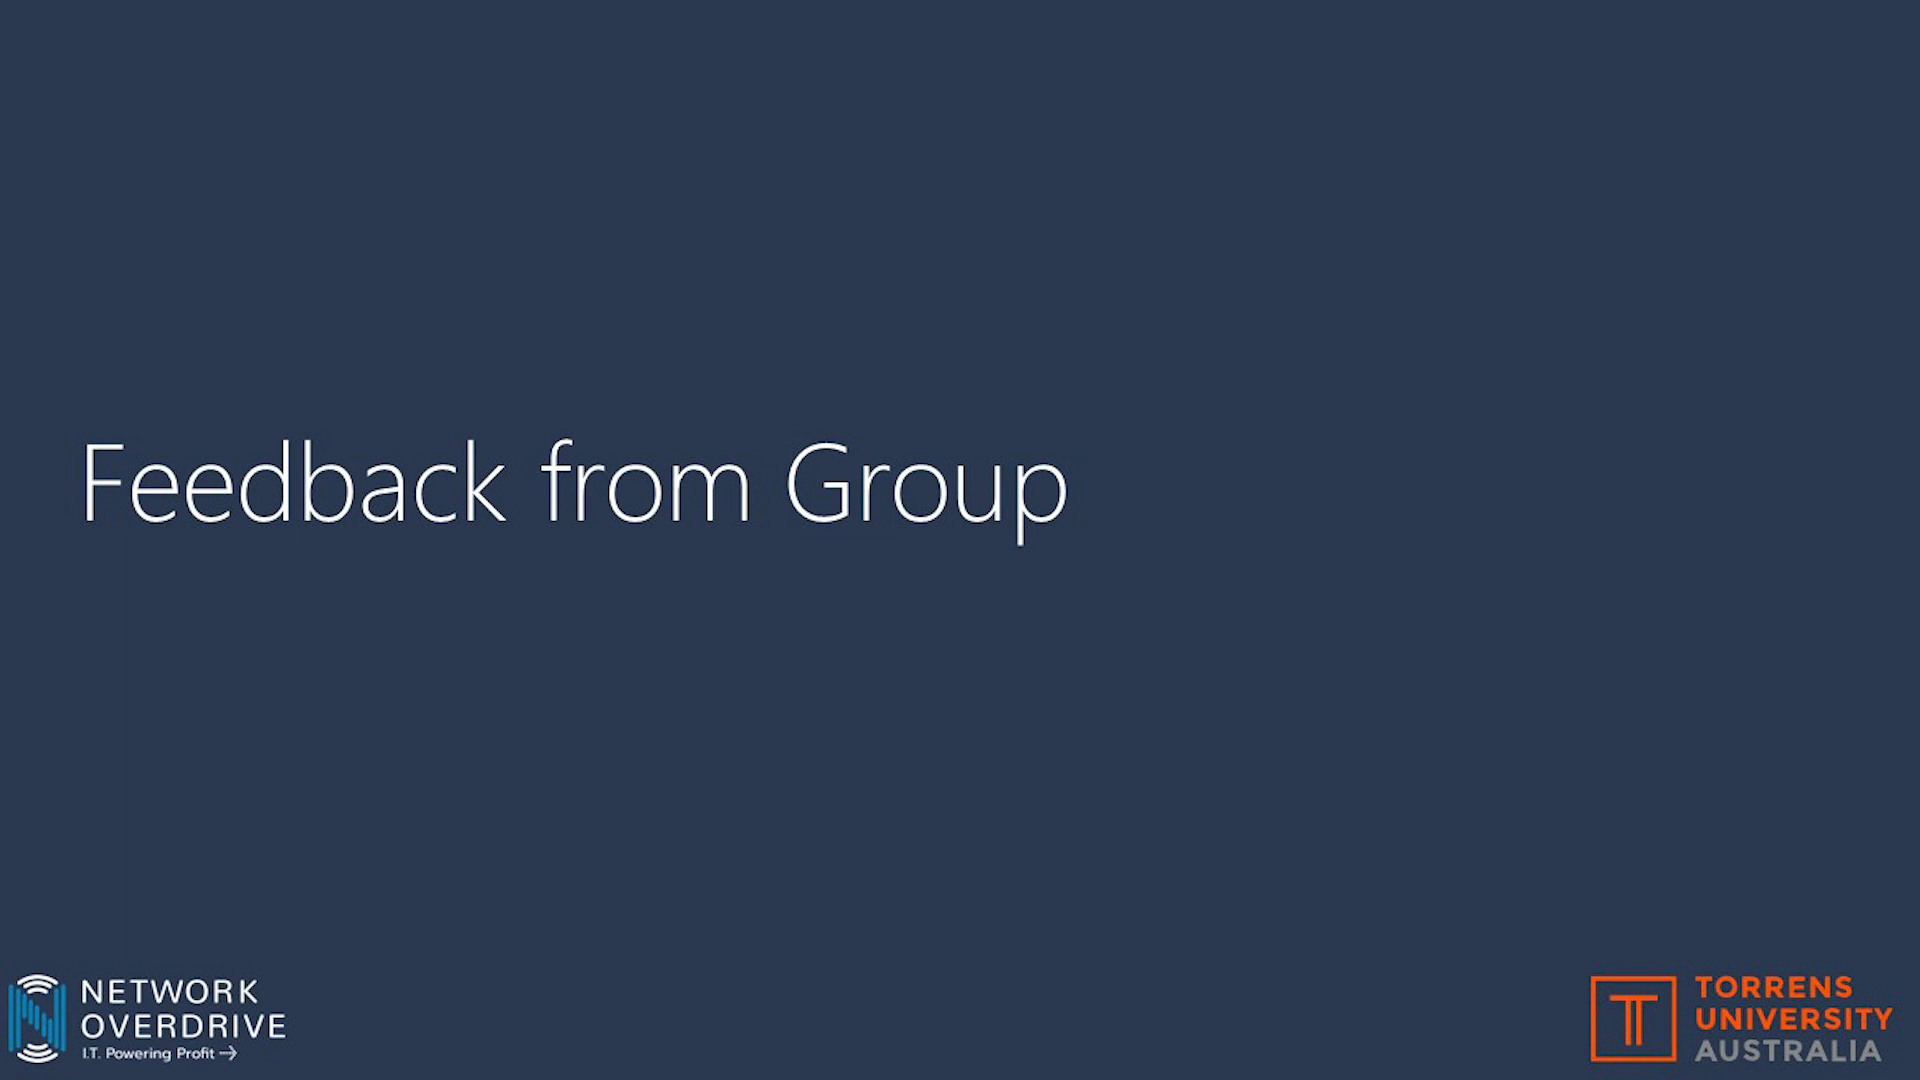 Feedback from Group
NETWORK
OVERDRIVE
I.T. Powering Profit
TORRENS
UNIVERSITY
AUSTRALIA